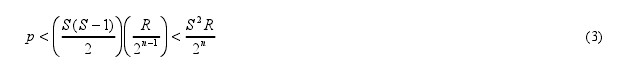 p < (S(S−1)/2)(R/2^{n−1}) < S²R/2^n (3)